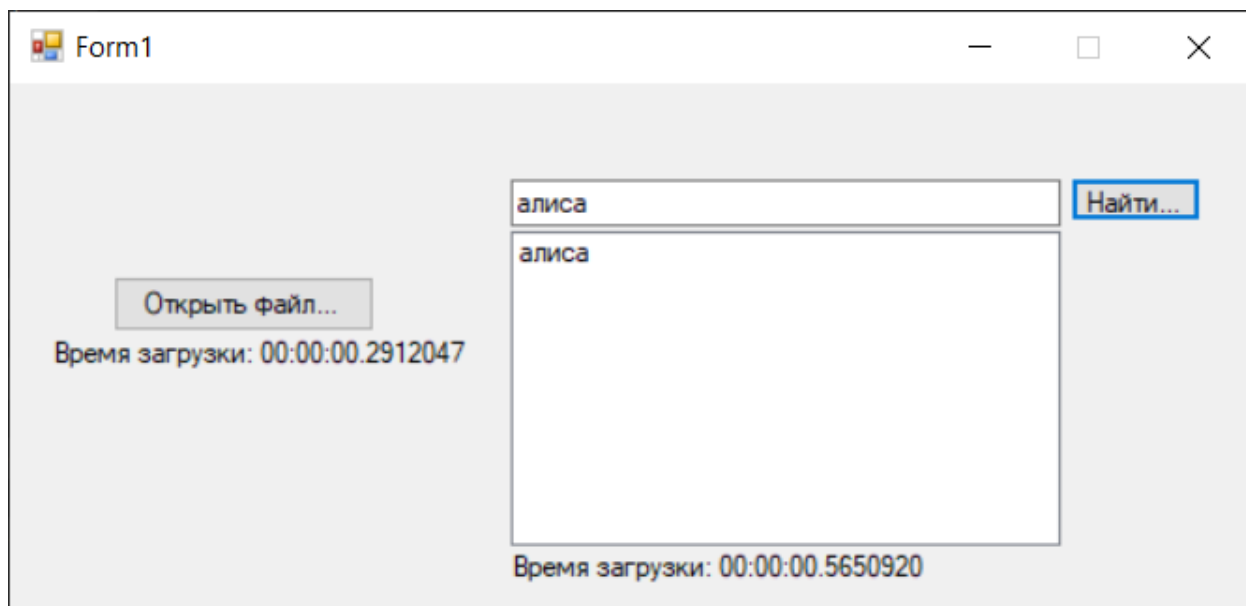 Form1
алиса
Найти...
алиса
Открыть файл...
Время загрузки: 00:00:00.2912047
Время загрузки: 00:00:00.5650920